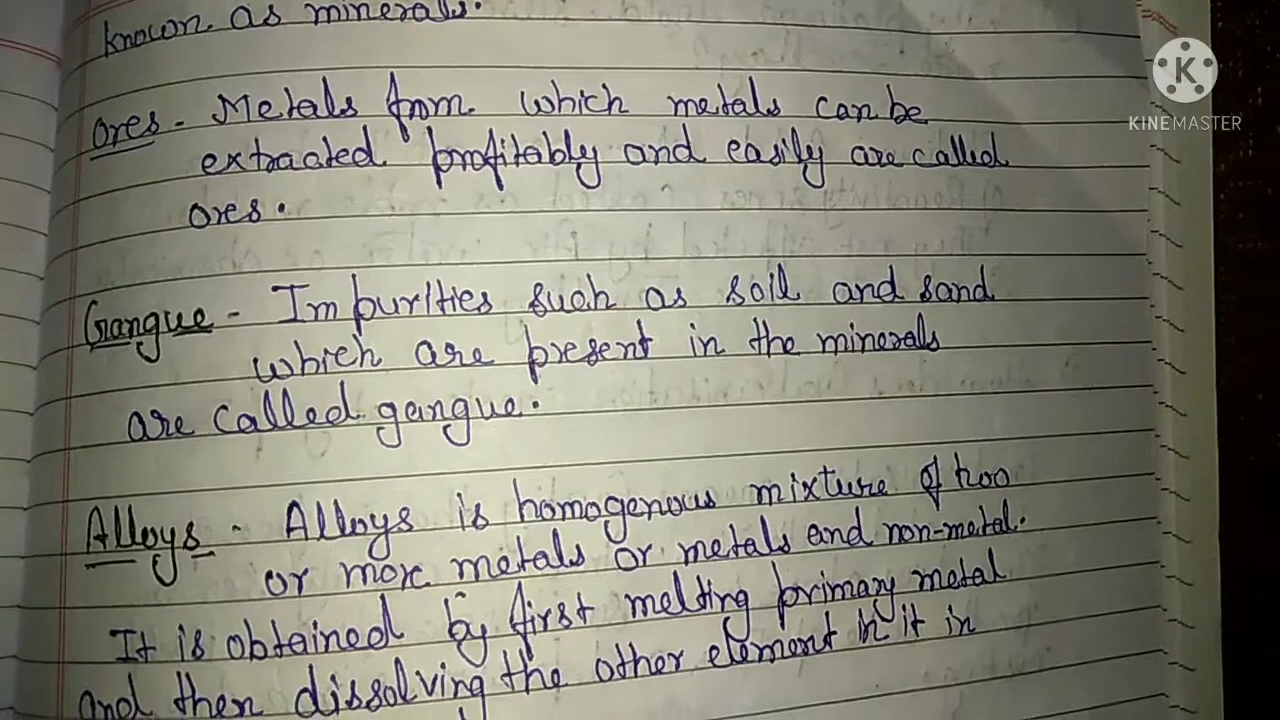 known as minerals.
K
KINEMASTER
Ores - Metals from which metals can be
extracted profitably and easily are called
ores.
Gangue - Impurities such as soil and sand
which are present in the minerals
are called gangue.
Alloys - Alloys is homogenous mixture of two
or more metals or metals and non-metal.
It is obtained by first melting primary metal
and then dissolving the other element in it in